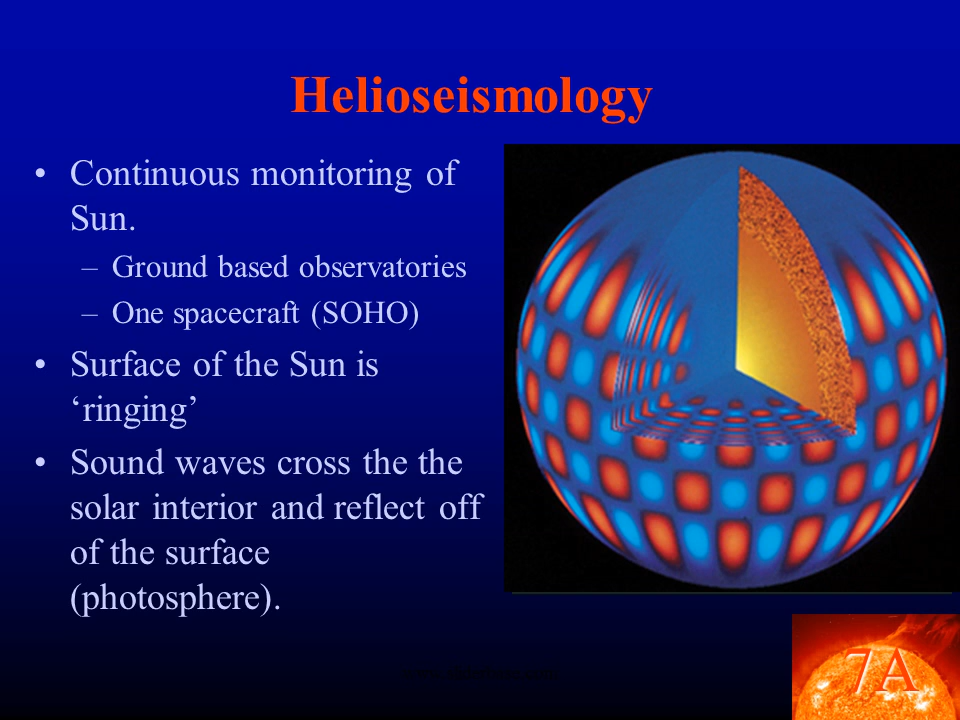 Helioseismology
• Continuous monitoring of
Sun.
– Ground based observatories
– One spacecraft (SOHO)
• Surface of the Sun is
‘ringing’
• Sound waves cross the the
solar interior and reflect off
of the surface
(photosphere).
7A